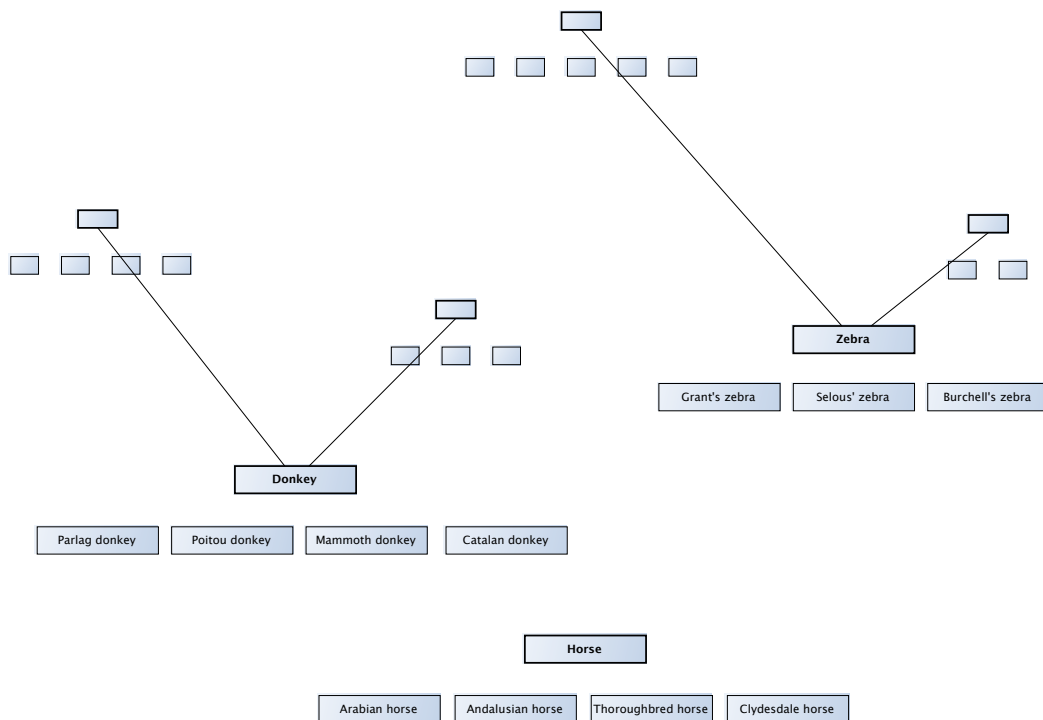 Zebra
Grant's zebra
Selous' zebra
Burchell's zebra
Donkey
Parlag donkey
Poitou donkey
Mammoth donkey
Catalan donkey
Horse
Arabian horse
Andalusian horse
Thoroughbred horse
Clydesdale horse